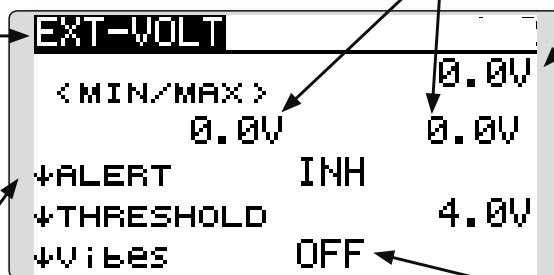 EXT-VOLT
0.0V
<MIN/MAX>
0.0V 0.0V
↓ALERT INH
↓THRESHOLD 4.0V
↓Vibes OFF